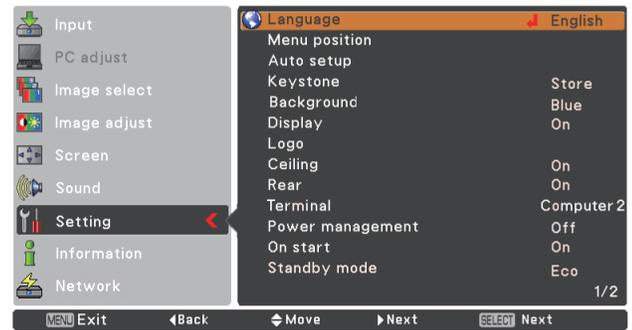 Input
PC adjust
Image select
Image adjust
Screen
Sound
Setting
Information
Network
Language English
Menu position
Auto setup
Keystone Store
Background Blue
Display On
Logo
Ceiling On
Rear On
Terminal Computer 2
Power management Off
On start On
Standby mode Eco
1/2
MENU Exit Back Move Next SELECT Next